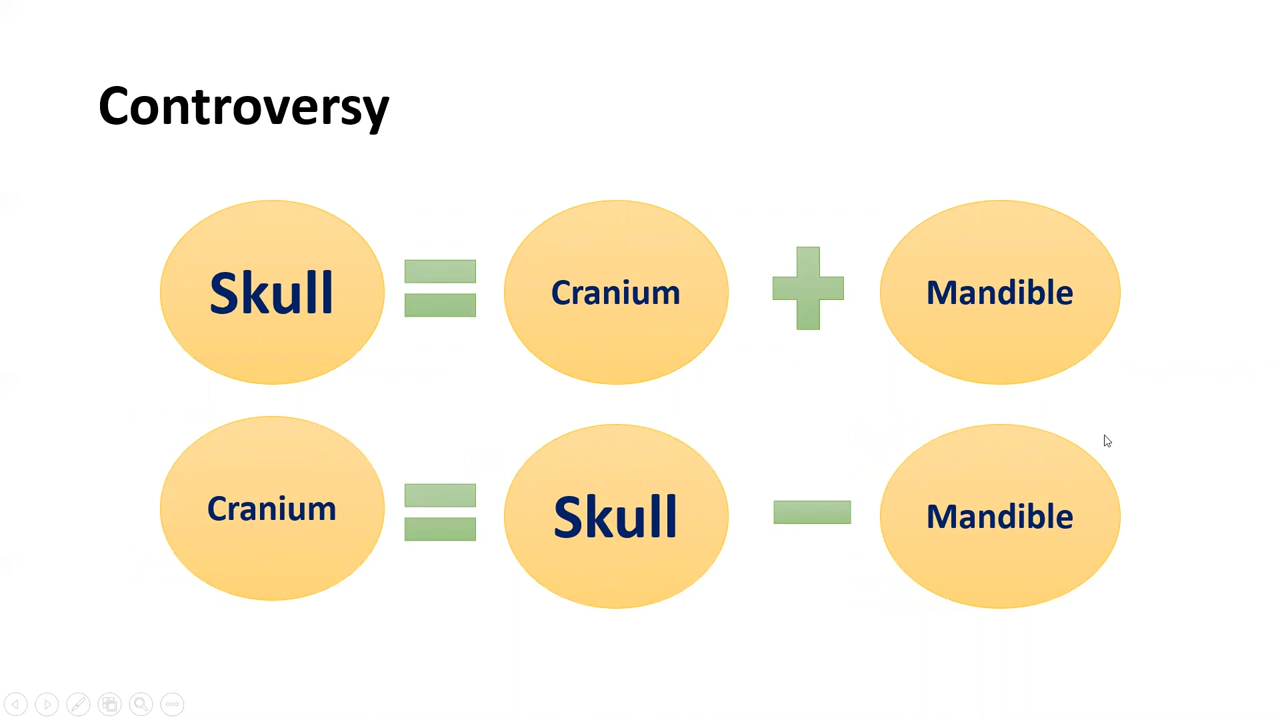 Controversy
Skull
Cranium
Mandible
Cranium
Skull
Mandible